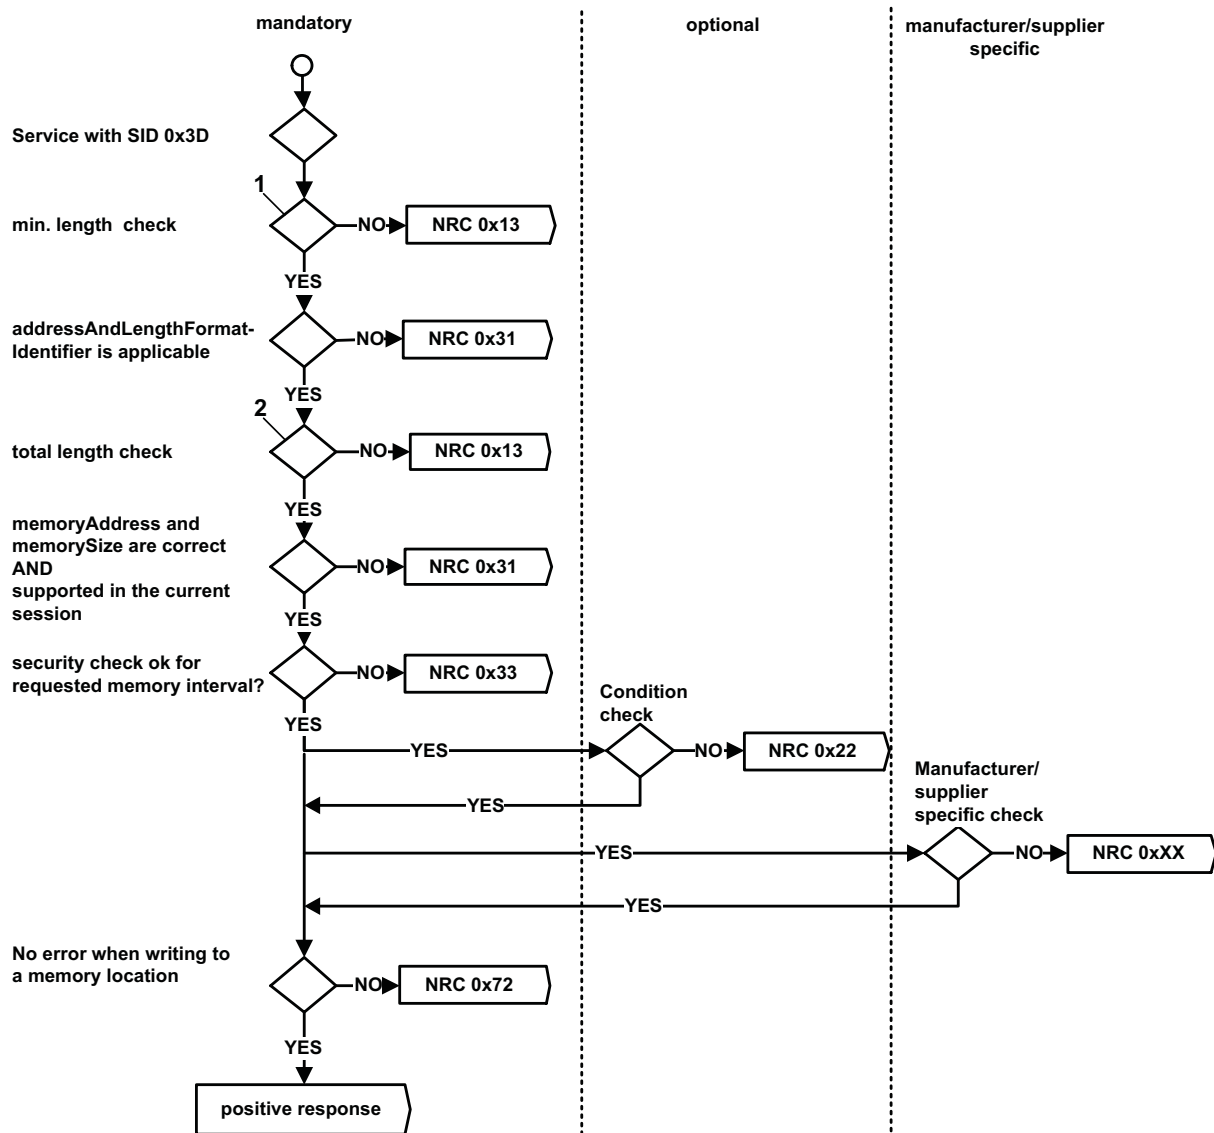 mandatory
optional
manufacturer/supplier
specific
Service with SID 0x3D
1
min. length check
NO
NRC 0x13
YES
addressAndLengthFormat-
Identifier is applicable
NO
NRC 0x31
YES
2
total length check
NO
NRC 0x13
YES
memoryAddress and
memorySize are correct
AND
supported in the current
session
NO
NRC 0x31
YES
security check ok for
requested memory interval?
NO
NRC 0x33
YES
Condition
check
YES
NO
NRC 0x22
YES
Manufacturer/
supplier
specific check
YES
NO
NRC 0xXX
YES
No error when writing to
a memory location
NO
NRC 0x72
YES
positive response